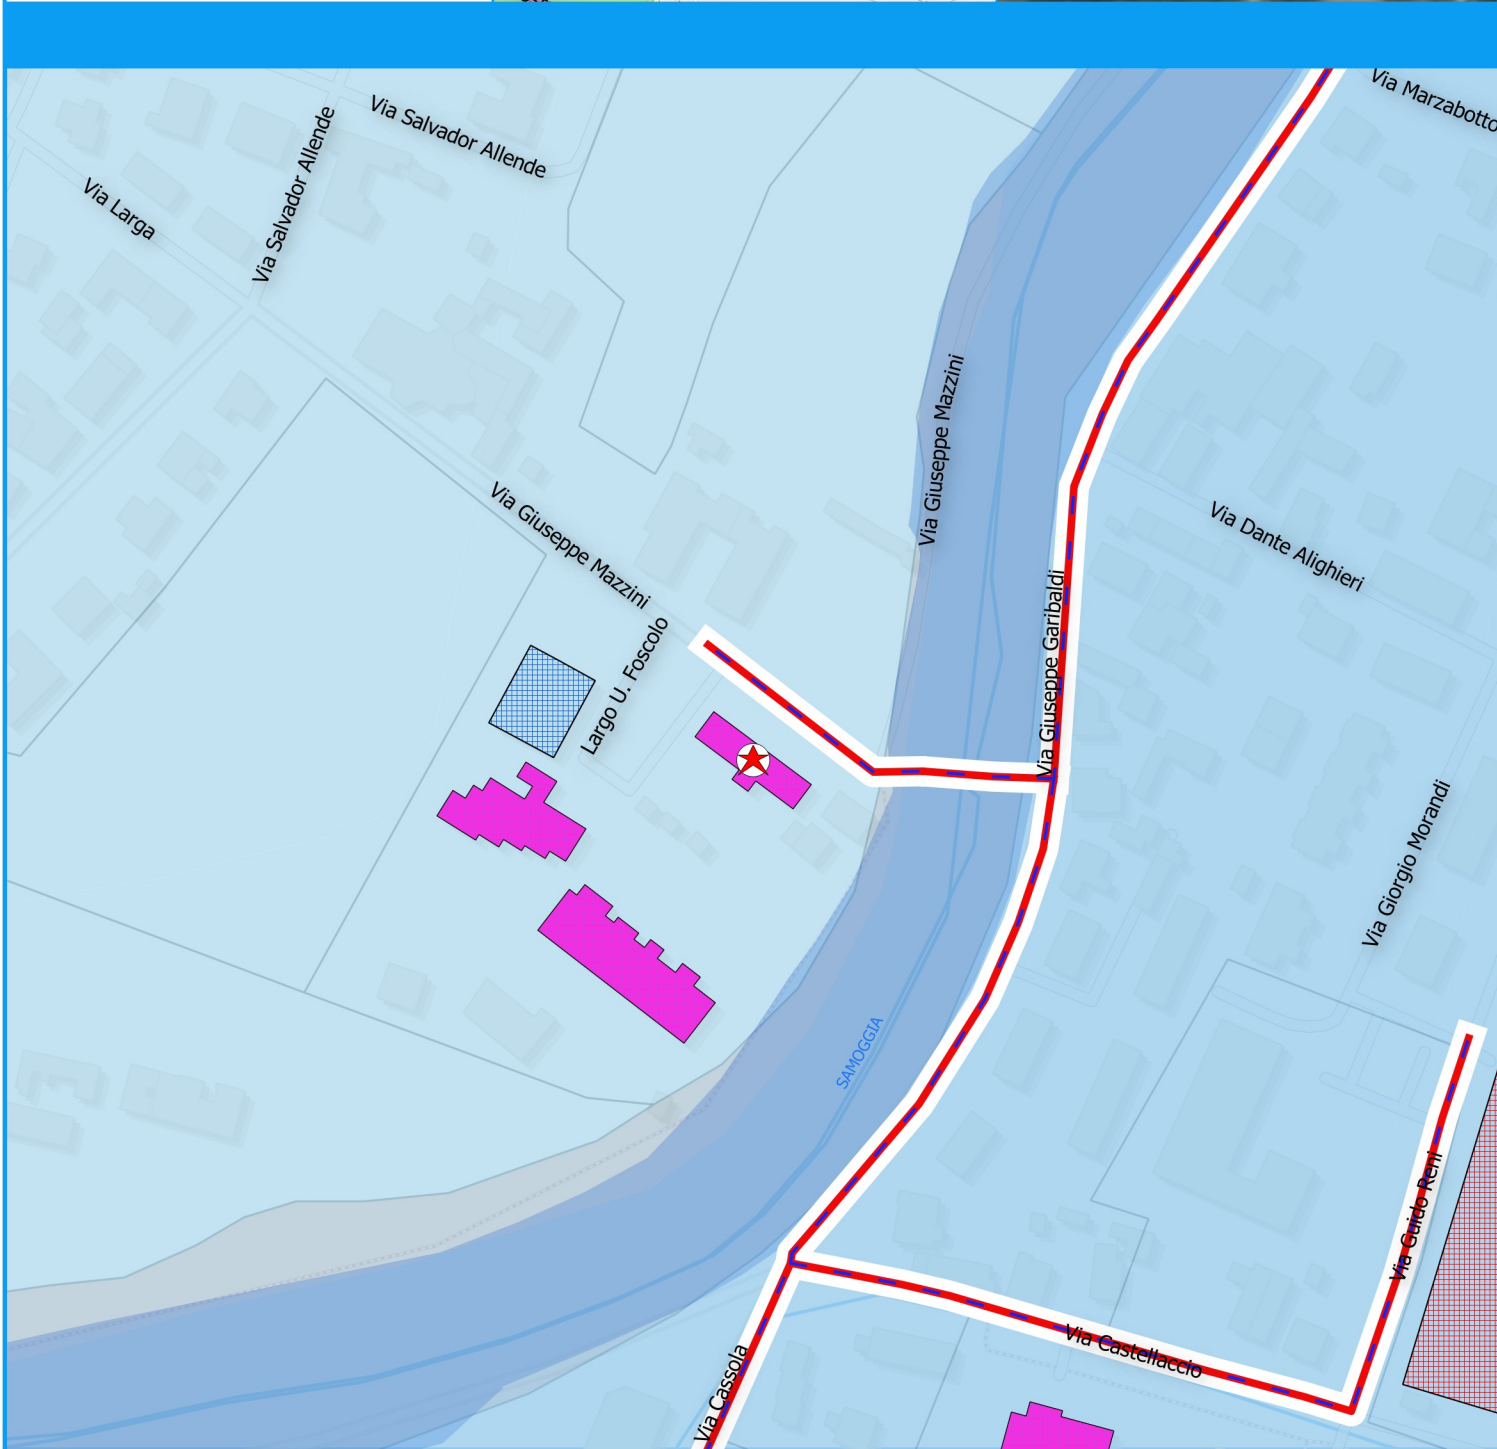 Via Marzabotto
Via Salvador Allende
Via Salvador Allende
Via Larga
Via Giuseppe Mazzini
Via Giuseppe Mazzini
Via Dante Alighieri
Via Giuseppe Garibaldi
Largo U. Foscolo
Via Giorgio Morandi
SAMOGGIA
Via Guido Reni
Via Castellaccio
Via Cassola